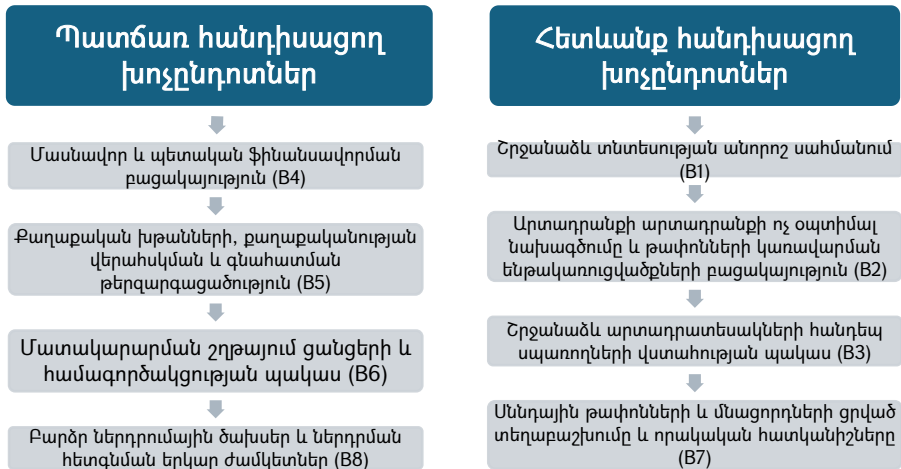 Պատճառ հանդիսացող
խոչընդոտներ
Մասնավոր և պետական ֆինանսավորման
բացակայություն (B4)
Քաղաքական խթանների, քաղաքականության
վերահսկման և գնահատման
թերզարգացածություն (B5)
Մատակարարման շղթայում ցանցերի և
համագործակցության պակաս (B6)
Բարձր ներդրումային ծախսեր և ներդրման
հետգնման երկար ժամկետներ (B8)
Հետևանք հանդիսացող
խոչընդոտներ
Շրջանաձև տնտեսության անորոշ սահմանում
(B1)
Արտադրանքի արտադրանքի ոչ օպտիմալ
նախագծումը և թափոնների կառավարման
ենթակառուցվածքների բացակայություն (B2)
Շրջանաձև արտադրատեսակների հանդեպ
սպառողների վստահության պակաս (B3)
Սննդային թափոնների և մնացորդների ցրված
տեղաբաշխումը և որակական հատկանիշները
(B7)